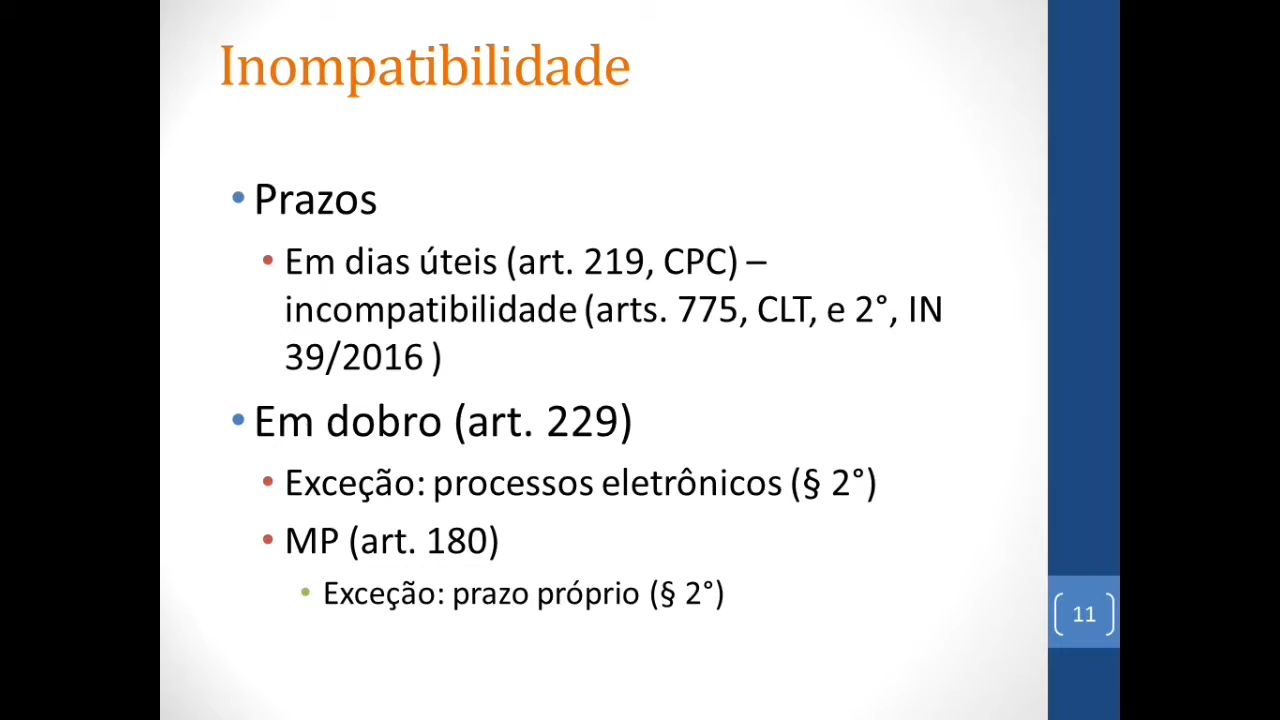 Inompatibilidade
• Prazos
• Em dias úteis (art. 219, CPC) –
incompatibilidade (arts. 775, CLT, e 2°, IN
39/2016 )
• Em dobro (art. 229)
• Exceção: processos eletrônicos (§ 2°)
• MP (art. 180)
• Exceção: prazo próprio (§ 2°)
11